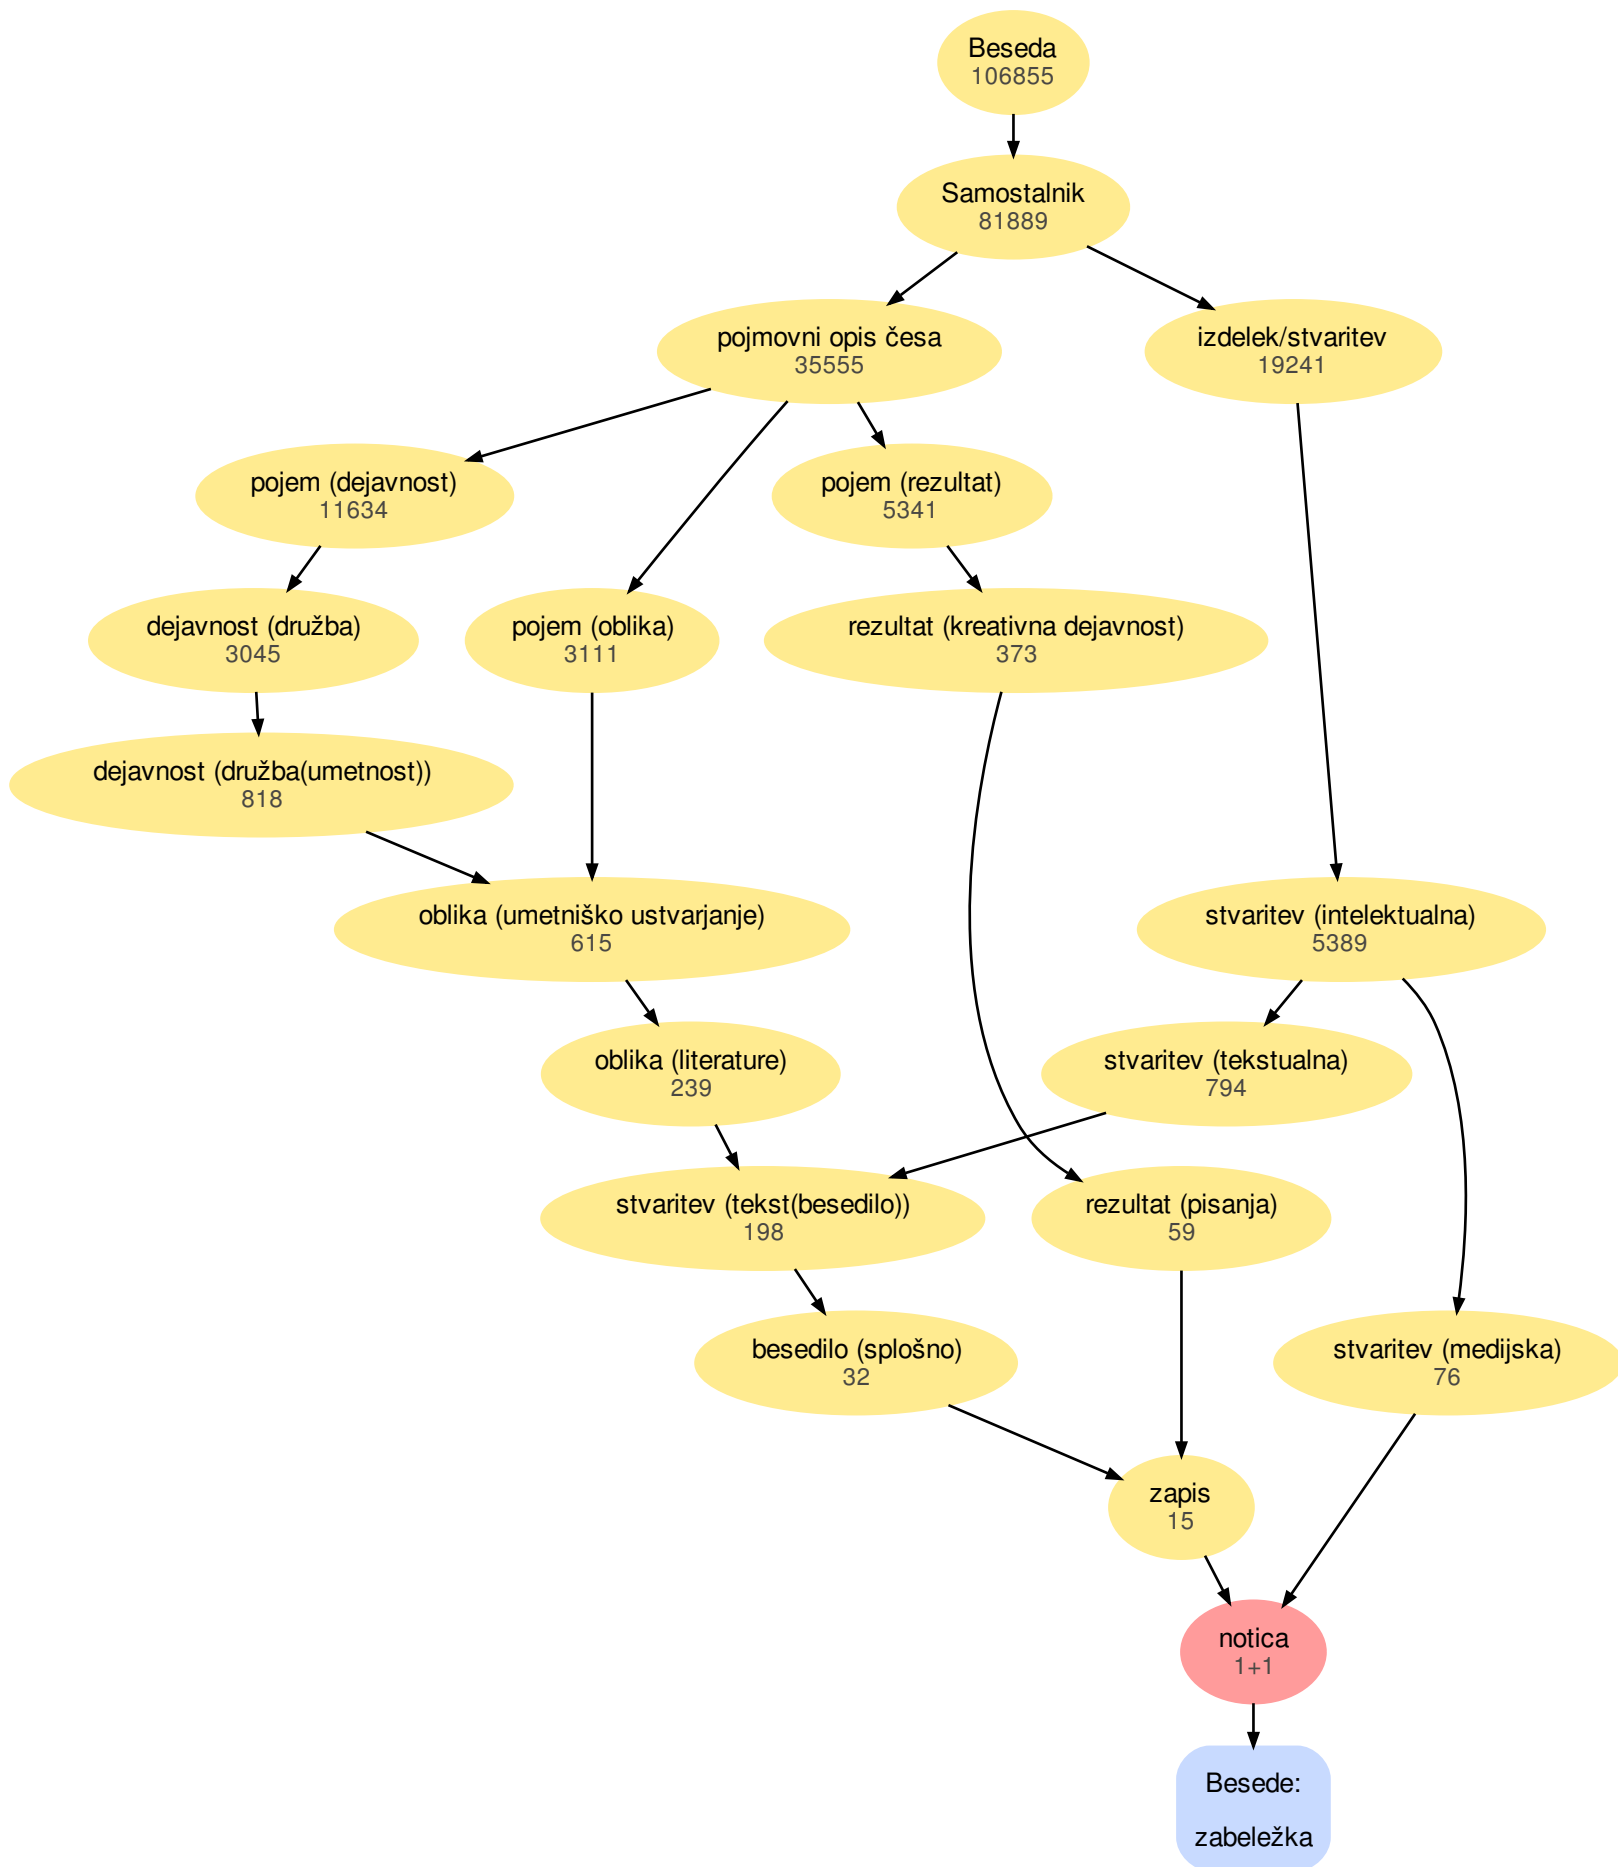 Beseda
106855
Samostalnik
81889
pojmovni opis česa
35555
izdelek/stvaritev
19241
pojem (dejavnost)
11634
pojem (rezultat)
5341
dejavnost (družba)
3045
pojem (oblika)
3111
rezultat (kreativna dejavnost)
373
dejavnost (družba(umetnost))
818
oblika (umetniško ustvarjanje)
615
stvaritev (intelektualna)
5389
oblika (literature)
239
stvaritev (tekstualna)
794
stvaritev (tekst(besedilo))
198
rezultat (pisanja)
59
besedilo (splošno)
32
stvaritev (medijska)
76
zapis
15
notica
1+1
Besede:
zabeležka